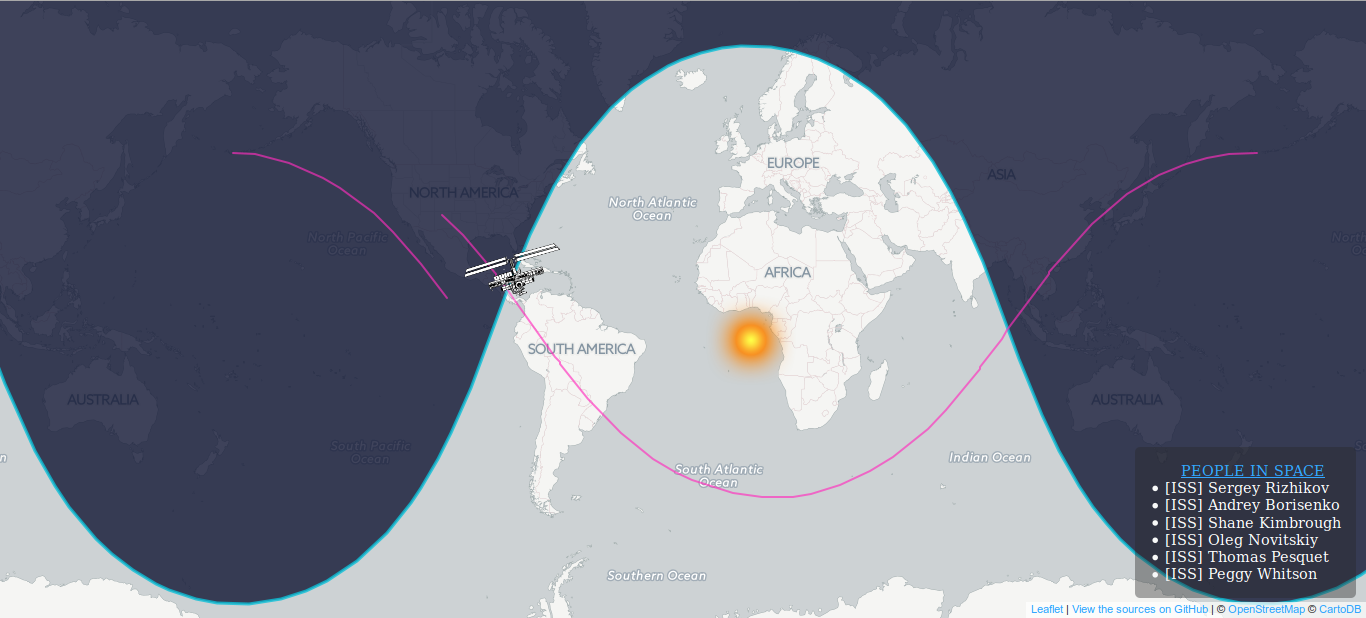 NORTH AMERICA
EUROPE
ASIA
North Atlantic
Ocean
North Pacific
Ocean
North
AFRICA
SOUTH AMERICA
AUSTRALIA
AUSTRALIA
South Pacific
Ocean
South Atlantic
Ocean
Indian Ocean
n
Southern Ocean
PEOPLE IN SPACE
• [ISS] Sergey Rizhikov
• [ISS] Andrey Borisenko
• [ISS] Shane Kimbrough
• [ISS] Oleg Novitskiy
• [ISS] Thomas Pesquet
• [ISS] Peggy Whitson
Leaflet | View the sources on GitHub | © OpenStreetMap © CartoDB